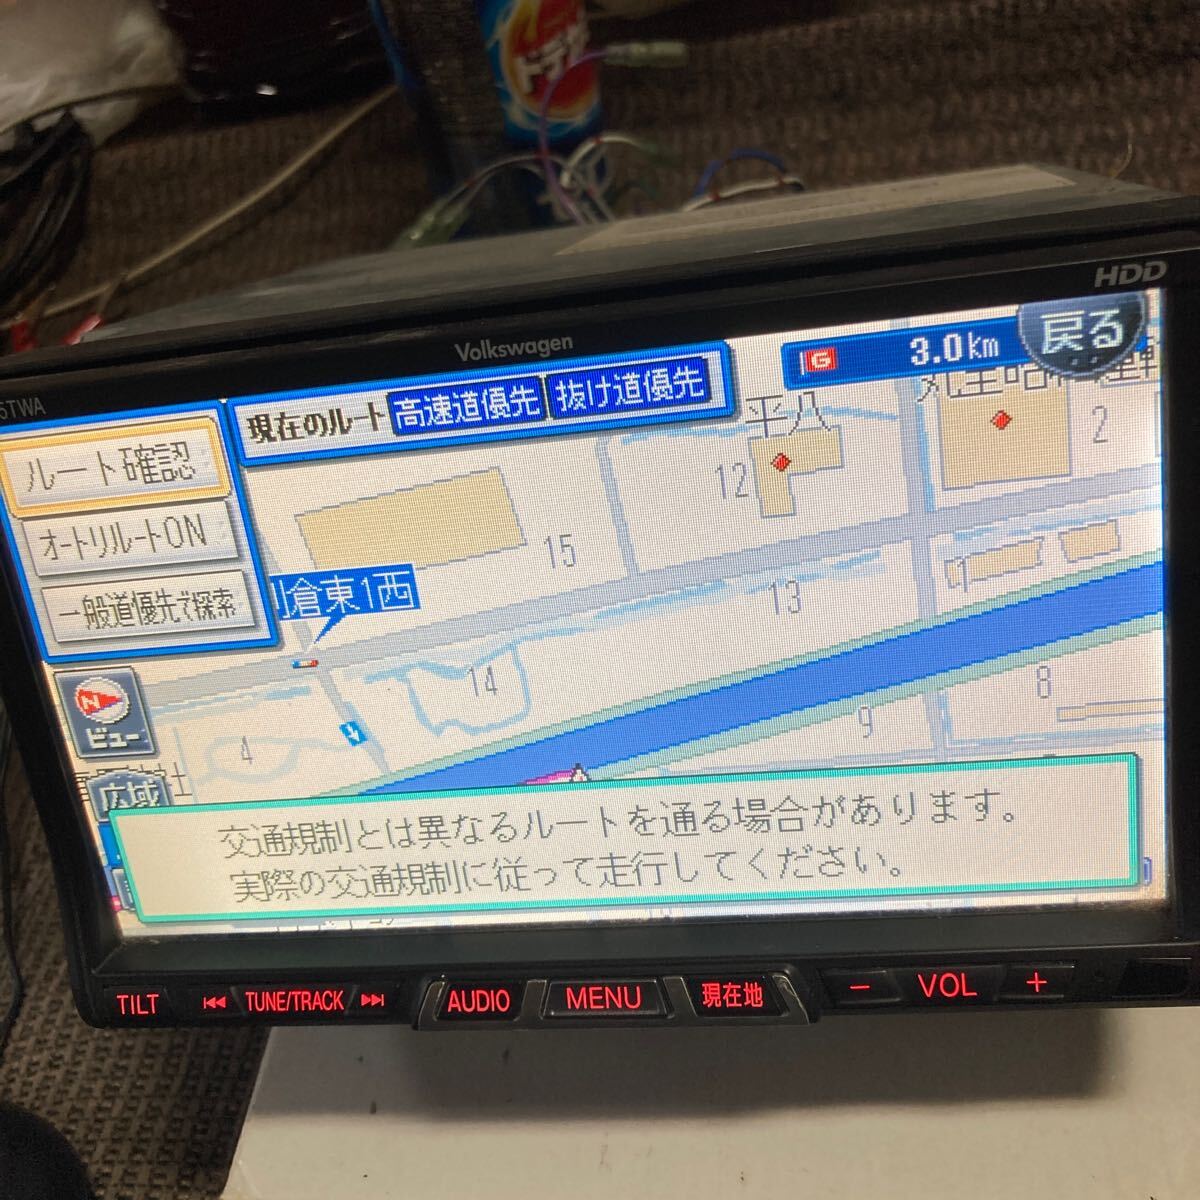 HDD
Volkswagen
5TWA
戻る
G 3.0km
現在のルート 高速道優先 抜け道優先
ルート確認
オートリルートON
一般道優先で探索
平八
12
2
15
倉東1西
13
1
14
8
9
4
N
ビュー
広域
交通規制とは異なるルートを通る場合があります。
実際の交通規制に従って走行してください。
TILT TUNE/TRACK AUDIO MENU 現在地 − VOL +